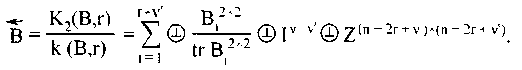 B = K₂(B,r) / k (B,r) = Σ_{i=1}^{r+v'} ⊕ B_i^{2×2} / tr B_i^{2×2} ⊕ I^{v-v'} ⊕ Z^{(n-2r+v)×(n-2r+v')}.